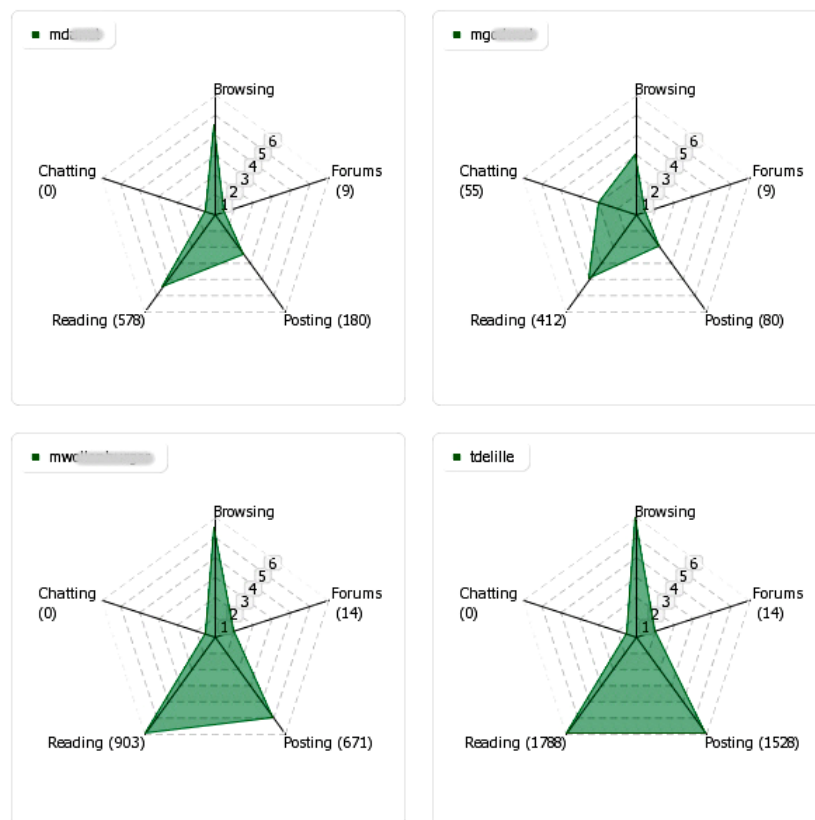 Browsing
6
5
4
3
2
1
Chatting
(0)
Forums
(9)
Reading (578)
Posting (180)
Browsing
6
5
4
3
2
1
Chatting
(55)
Forums
(9)
Reading (412)
Posting (80)
Browsing
6
5
4
3
2
1
Chatting
(0)
Forums
(14)
Reading (903)
Posting (671)
tdelille
Browsing
6
5
4
3
2
1
Chatting
(0)
Forums
(14)
Reading (1788)
Posting (1528)